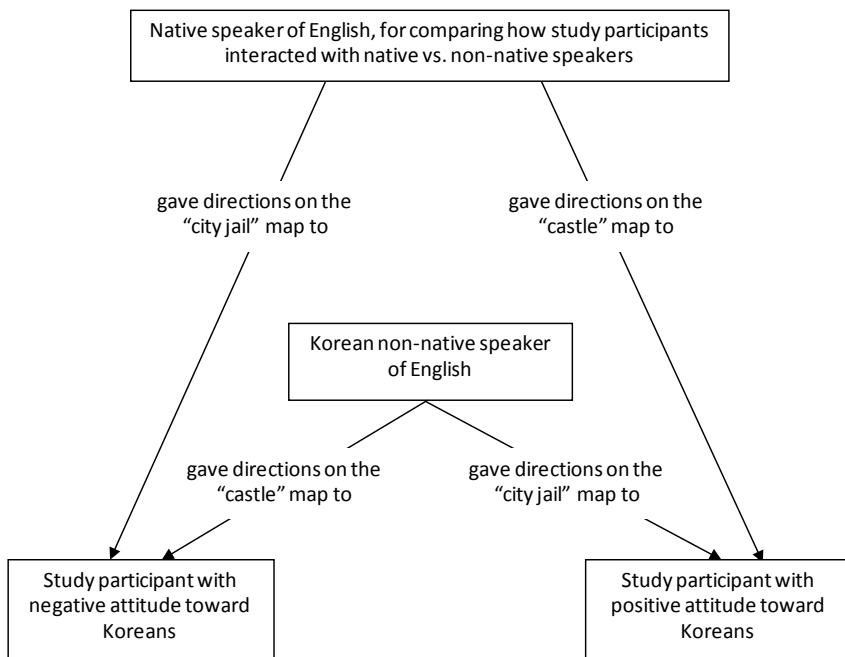 Native speaker of English, for comparing how study participants
interacted with native vs. non-native speakers
gave directions on the
“city jail” map to
gave directions on the
“castle” map to
Korean non-native speaker
of English
gave directions on the
“castle” map to
gave directions on the
“city jail” map to
Study participant with
negative attitude toward
Koreans
Study participant with
positive attitude toward
Koreans